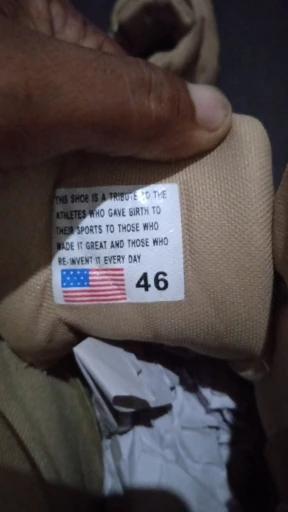 THIS SHOE IS A TRIBUTE TO THE
ATHLETES WHO GAVE BIRTH TO
THEIR SPORTS TO THOSE WHO
MADE IT GREAT AND THOSE WHO
RE-INVENT IT EVERY DAY
46